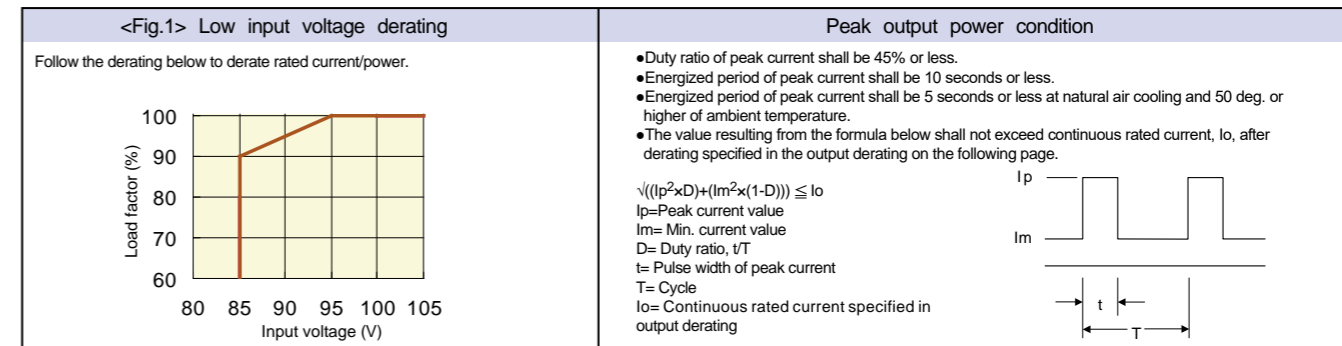 <Fig.1> Low input voltage derating
Follow the derating below to derate rated current/power.
100
90
80
70
60
Load factor (%)
80 85 90 95 100 105
Input voltage (V)
Peak output power condition
●Duty ratio of peak current shall be 45% or less.
●Energized period of peak current shall be 10 seconds or less.
●Energized period of peak current shall be 5 seconds or less at natural air cooling and 50 deg. or
higher of ambient temperature.
●The value resulting from the formula below shall not exceed continuous rated current, Io, after
derating specified in the output derating on the following page.
√((Ip²×D)+(Im²×(1-D))) ≦ Io
Ip=Peak current value
Im= Min. current value
D= Duty ratio, t/T
t= Pulse width of peak current
T= Cycle
Io= Continuous rated current specified in
output derating
Ip
Im
t
T